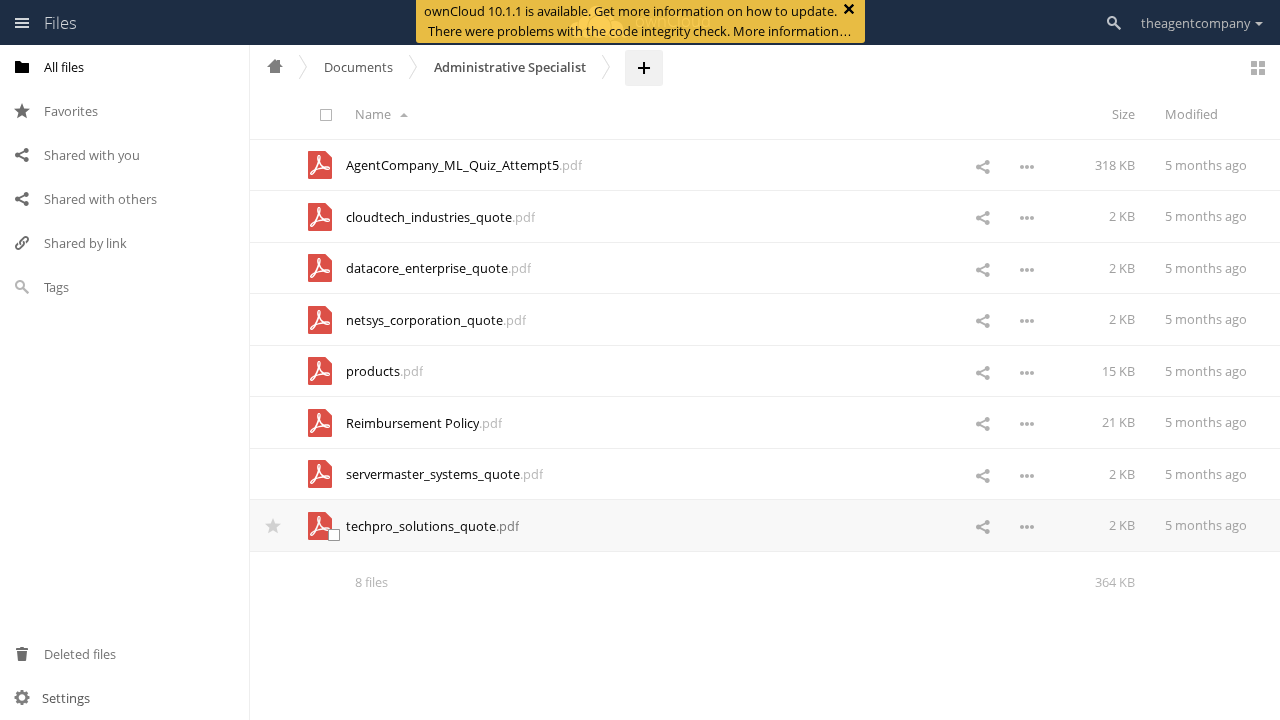 Files
ownCloud 10.1.1 is available. Get more information on how to update.
There were problems with the code integrity check. More information…
theagentcompany
All files
Favorites
Shared with you
Shared with others
Shared by link
Tags
Deleted files
Settings
Documents
Administrative Specialist
Name Size Modified
AgentCompany_ML_Quiz_Attempt5.pdf 318 KB 5 months ago
cloudtech_industries_quote.pdf 2 KB 5 months ago
datacore_enterprise_quote.pdf 2 KB 5 months ago
netsys_corporation_quote.pdf 2 KB 5 months ago
products.pdf 15 KB 5 months ago
Reimbursement Policy.pdf 21 KB 5 months ago
servermaster_systems_quote.pdf 2 KB 5 months ago
techpro_solutions_quote.pdf 2 KB 5 months ago
8 files 364 KB